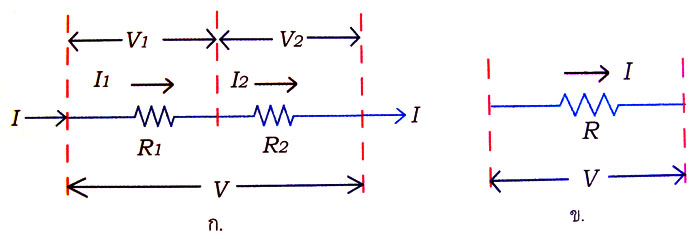 V1 V2
I1 I2 I
I I
R1 R2 R
V V
ก. ข.